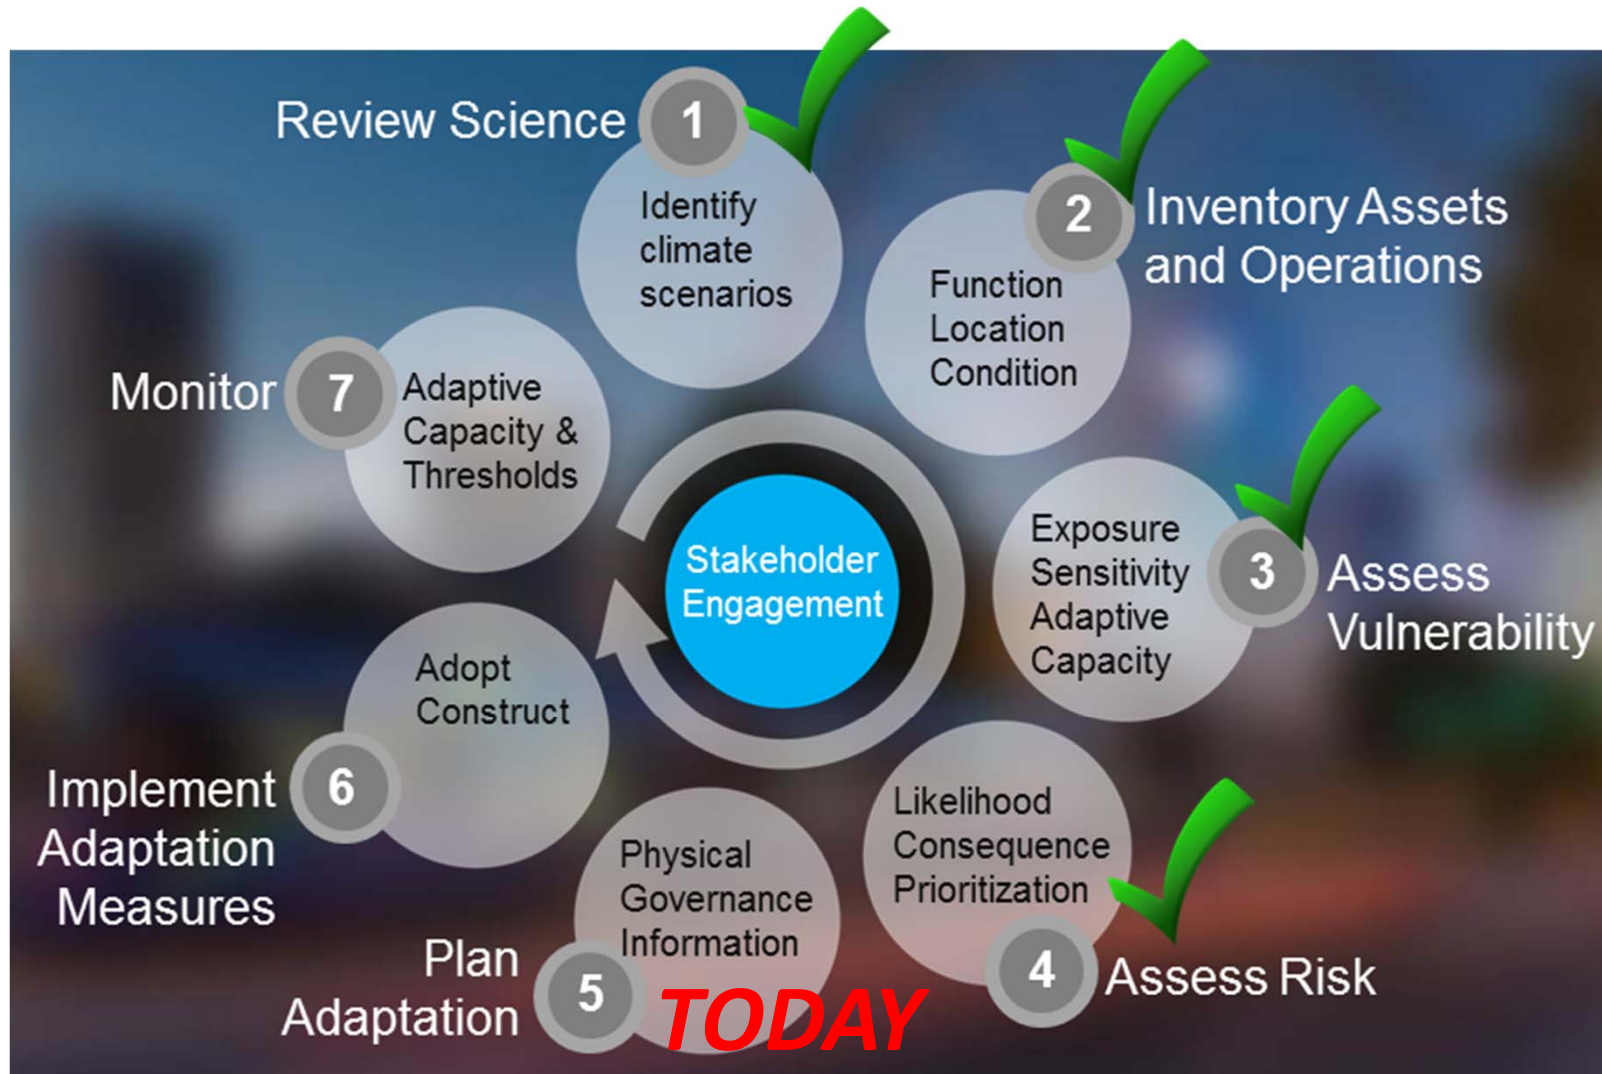 Review Science
1
Identify
climate
scenarios
2
Inventory Assets
and Operations
Function
Location
Condition
3
Assess
Vulnerability
Exposure
Sensitivity
Adaptive
Capacity
4
Assess Risk
Likelihood
Consequence
Prioritization
5
Plan
Adaptation
Physical
Governance
Information
TODAY
6
Implement
Adaptation
Measures
Adopt
Construct
7
Monitor
Adaptive
Capacity &
Thresholds
Stakeholder
Engagement